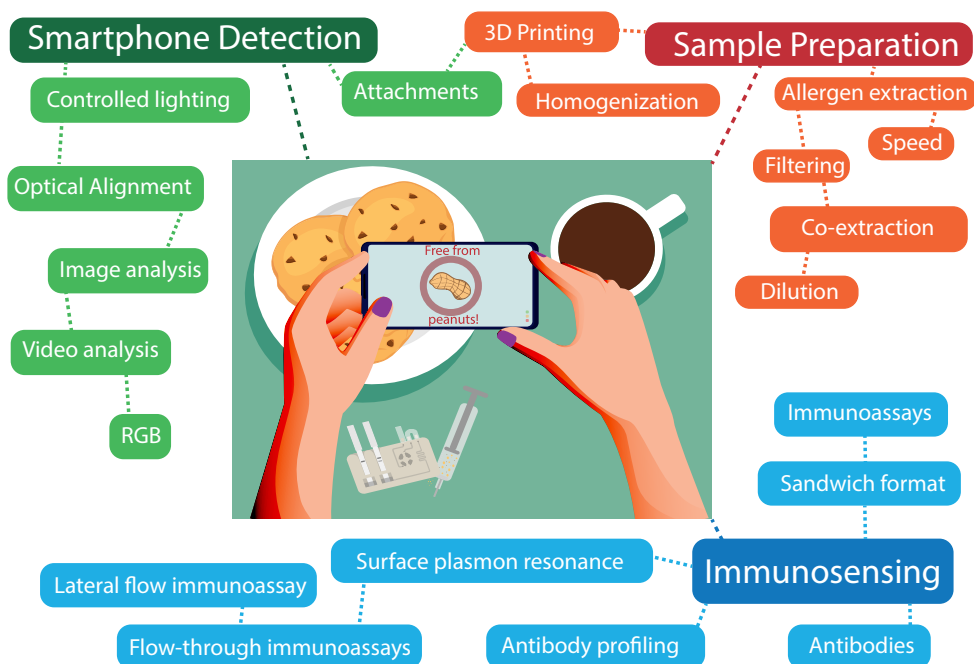 Smartphone Detection
3D Printing
Sample Preparation
Controlled lighting
Attachments
Homogenization
Allergen extraction
Speed
Optical Alignment
Filtering
Co-extraction
Image analysis
Dilution
Free from
peanuts!
Video analysis
RGB
Immunoassays
Sandwich format
Surface plasmon resonance
Immunosensing
Lateral flow immunoassay
Flow-through immunoassays
Antibody profiling
Antibodies